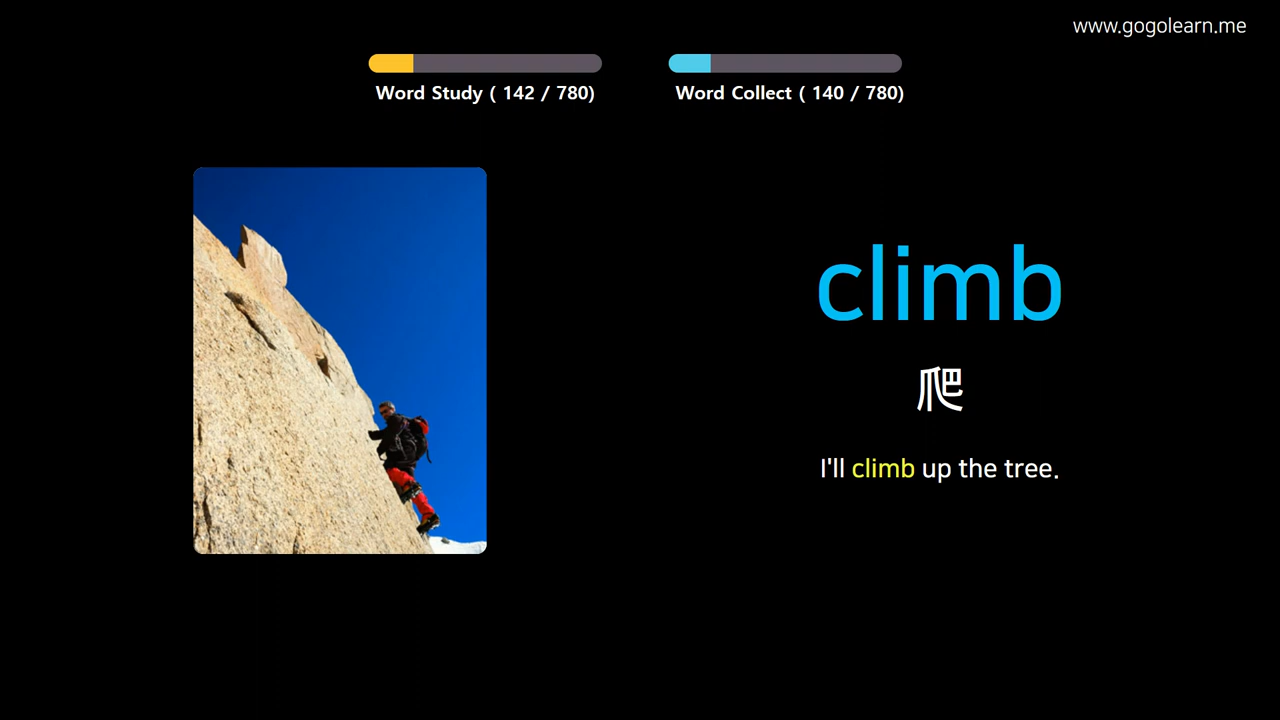 www.gogolearn.me
Word Study ( 142 / 780)
Word Collect ( 140 / 780)
climb
爬
I'll climb up the tree.